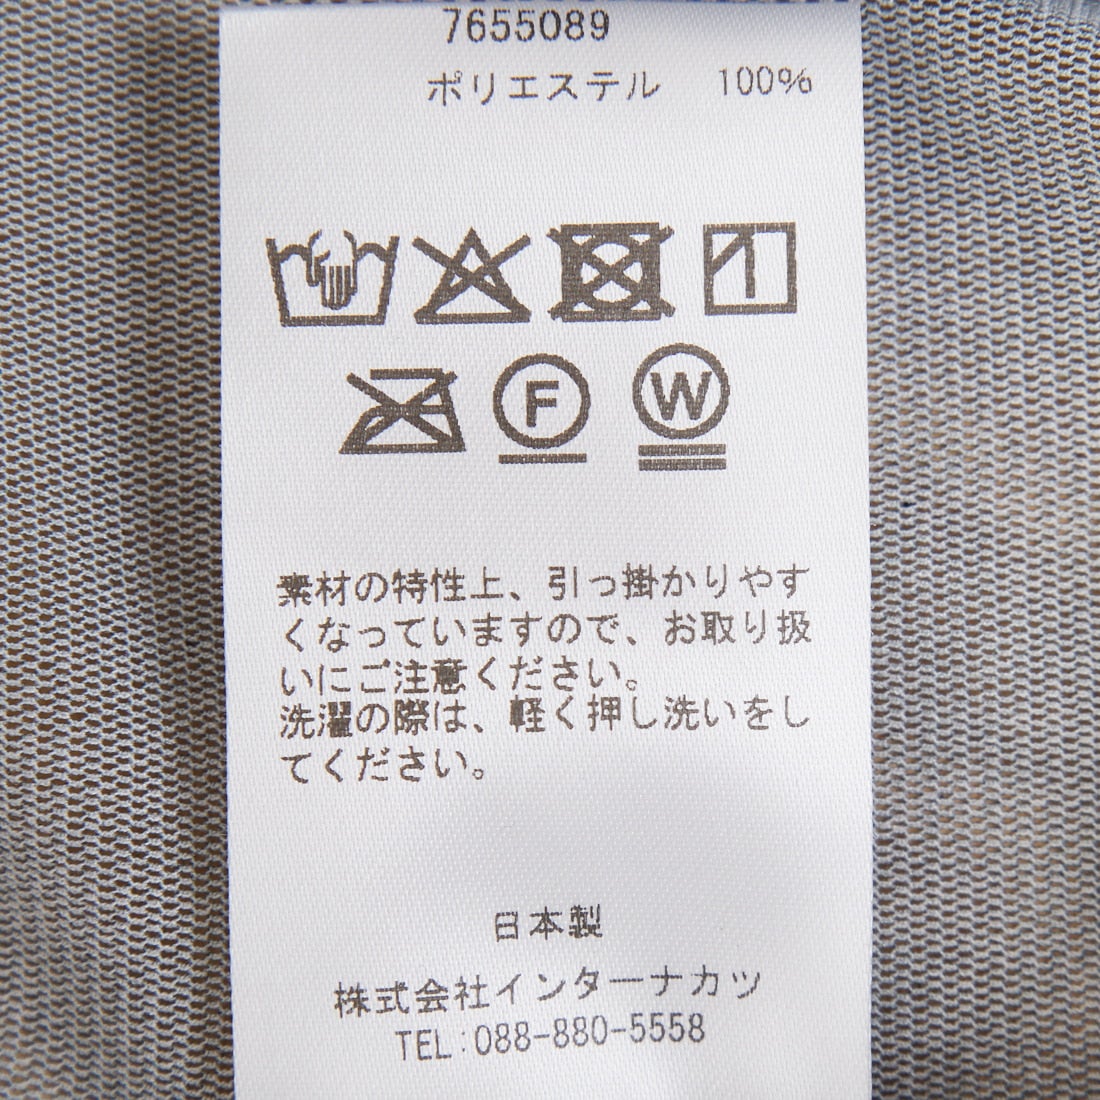 7655089
ポリエステル 100%
F W
素材の特性上、引っ掛かりやす
くなっていますので、お取り扱
いにご注意ください。
洗濯の際は、軽く押し洗いをし
てください。
日本製
株式会社インターナカツ
TEL:088-880-5558